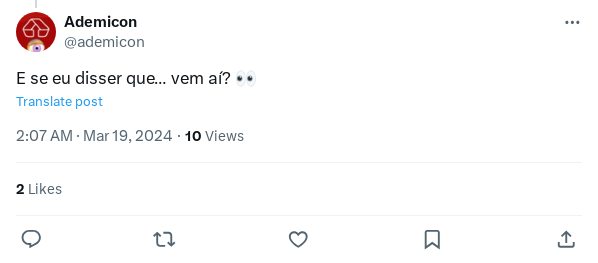 Ademicon
@ademicon
E se eu disser que... vem aí? 👀
Translate post
2:07 AM · Mar 19, 2024 · 10 Views
2 Likes